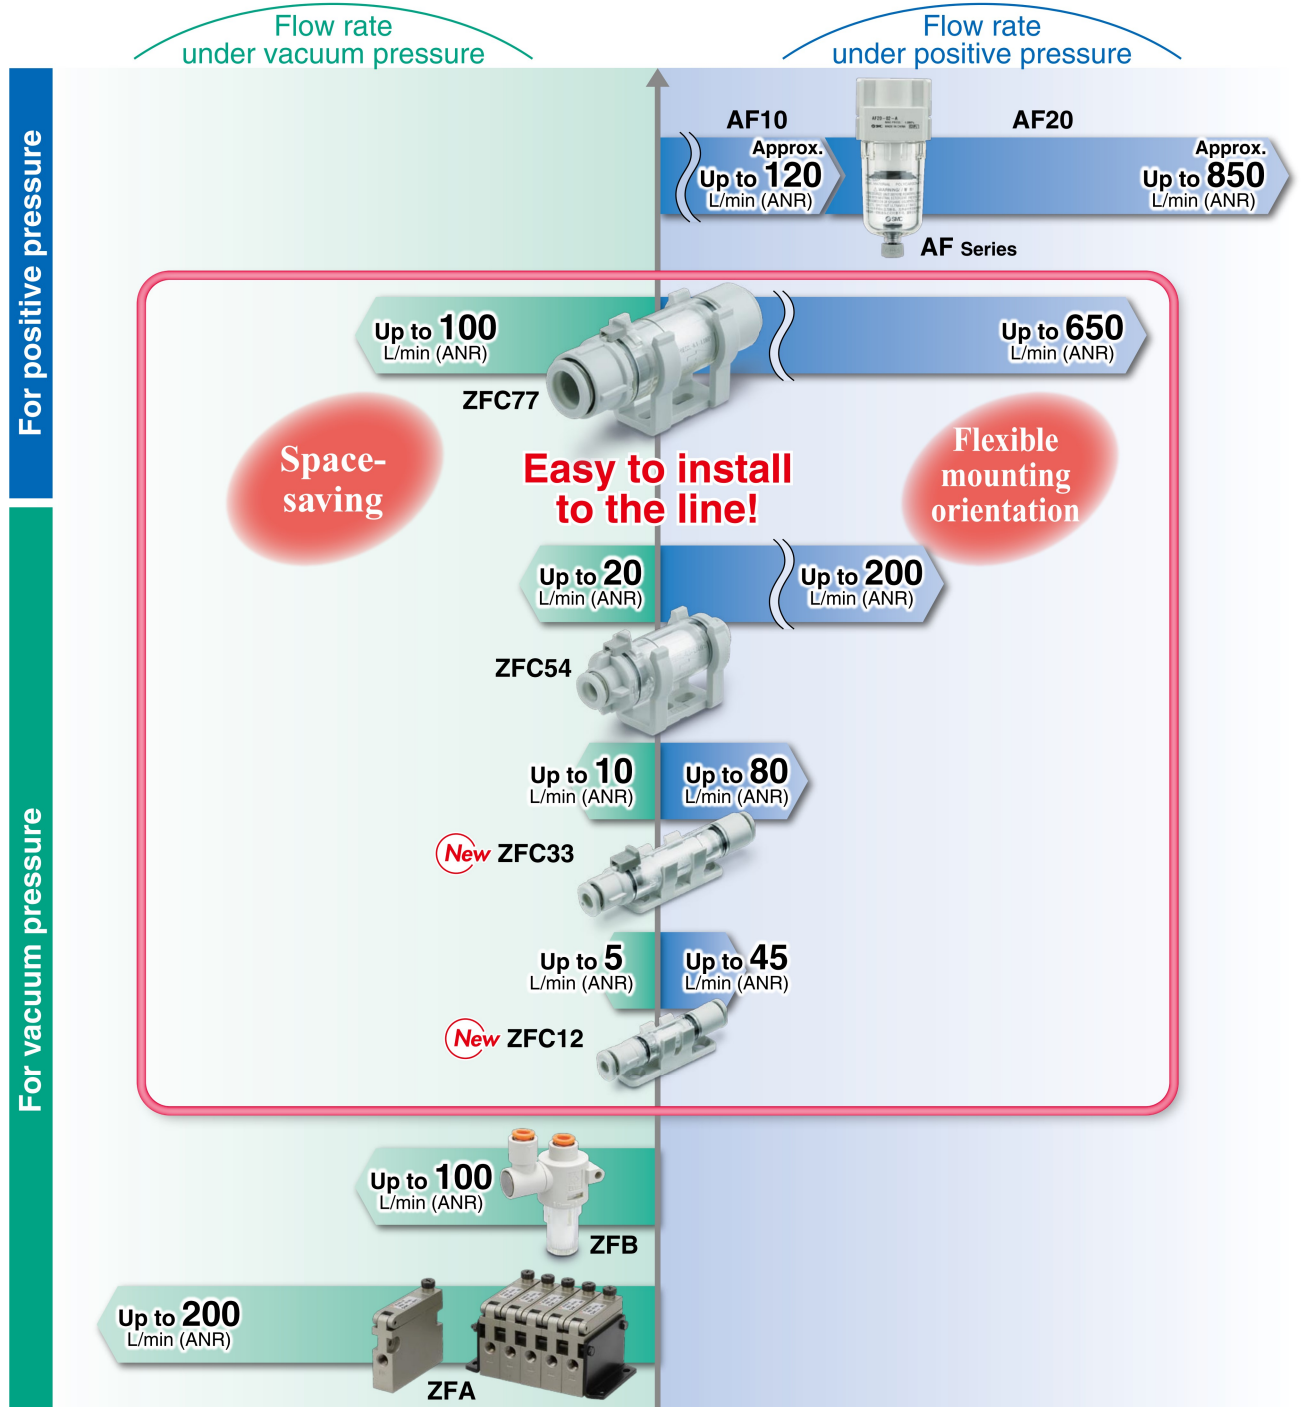 Flow rate
under vacuum pressure
Flow rate
under positive pressure
For positive pressure
AF10
AF20
Approx.
Up to 120
L/min (ANR)
Approx.
Up to 850
L/min (ANR)
AF Series
Up to 100
L/min (ANR)
Up to 650
L/min (ANR)
ZFC77
Space-
saving
Easy to install
to the line!
Flexible
mounting
orientation
For vacuum pressure
Up to 20
L/min (ANR)
Up to 200
L/min (ANR)
ZFC54
Up to 10
L/min (ANR)
Up to 80
L/min (ANR)
New ZFC33
Up to 5
L/min (ANR)
Up to 45
L/min (ANR)
New ZFC12
Up to 100
L/min (ANR)
ZFB
Up to 200
L/min (ANR)
ZFA